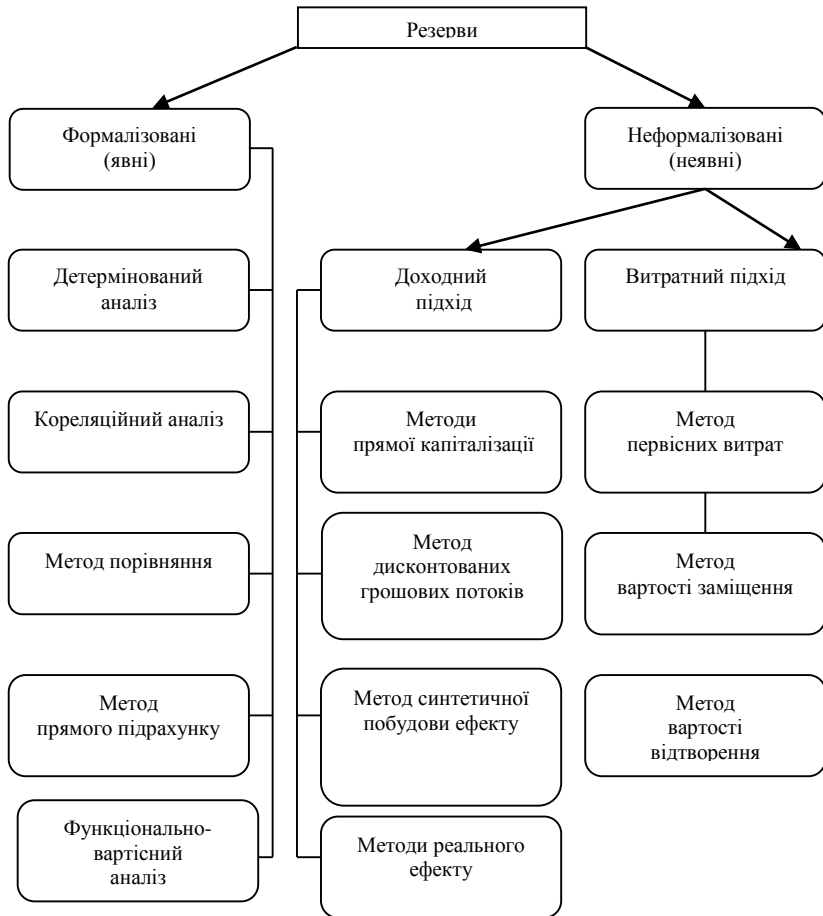 Резерви
Формалізовані
(явні)
Неформалізовані
(неявні)
Детермінований
аналіз
Доходний
підхід
Витратний підхід
Кореляційний аналіз
Методи
прямої капіталізації
Метод
первісних витрат
Метод порівняння
Метод
дисконтованих
грошових потоків
Метод
вартості заміщення
Метод
прямого підрахунку
Метод синтетичної
побудови ефекту
Метод
вартості
відтворення
Функціонально-
вартісний
аналіз
Методи реального
ефекту